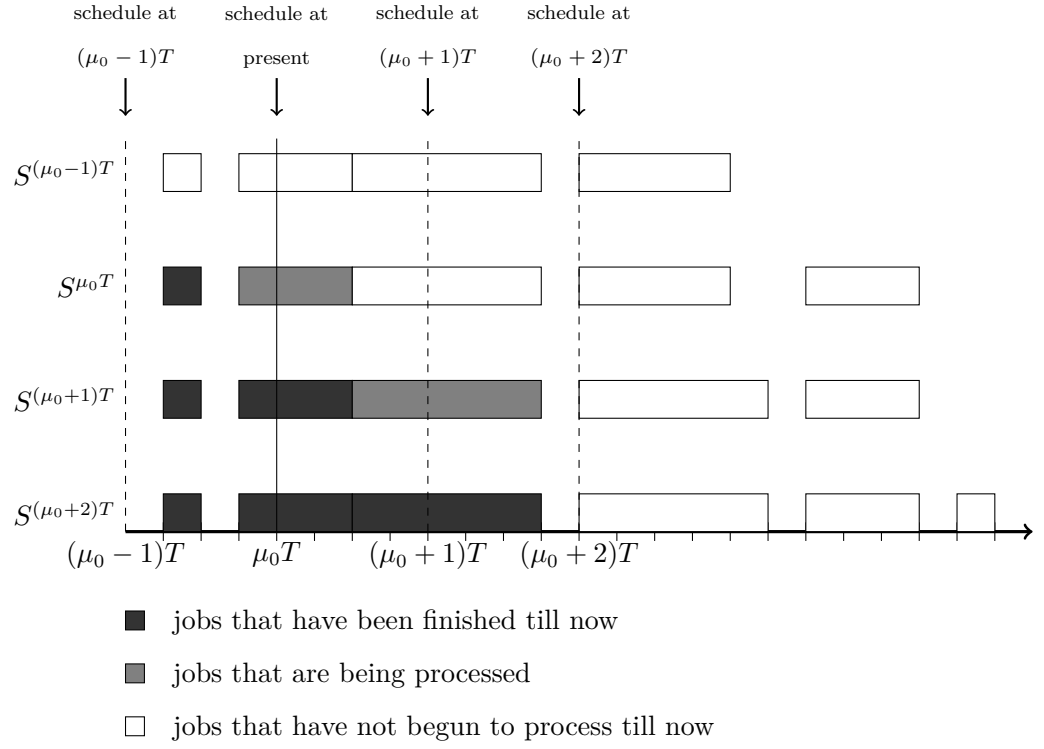 schedule at schedule at schedule at schedule at
(μ₀ − 1)T present (μ₀ + 1)T (μ₀ + 2)T
S^{(μ₀−1)T}
S^{μ₀T}
S^{(μ₀+1)T}
S^{(μ₀+2)T}
(μ₀ − 1)T μ₀T (μ₀ + 1)T (μ₀ + 2)T
jobs that have been finished till now
jobs that are being processed
jobs that have not begun to process till now